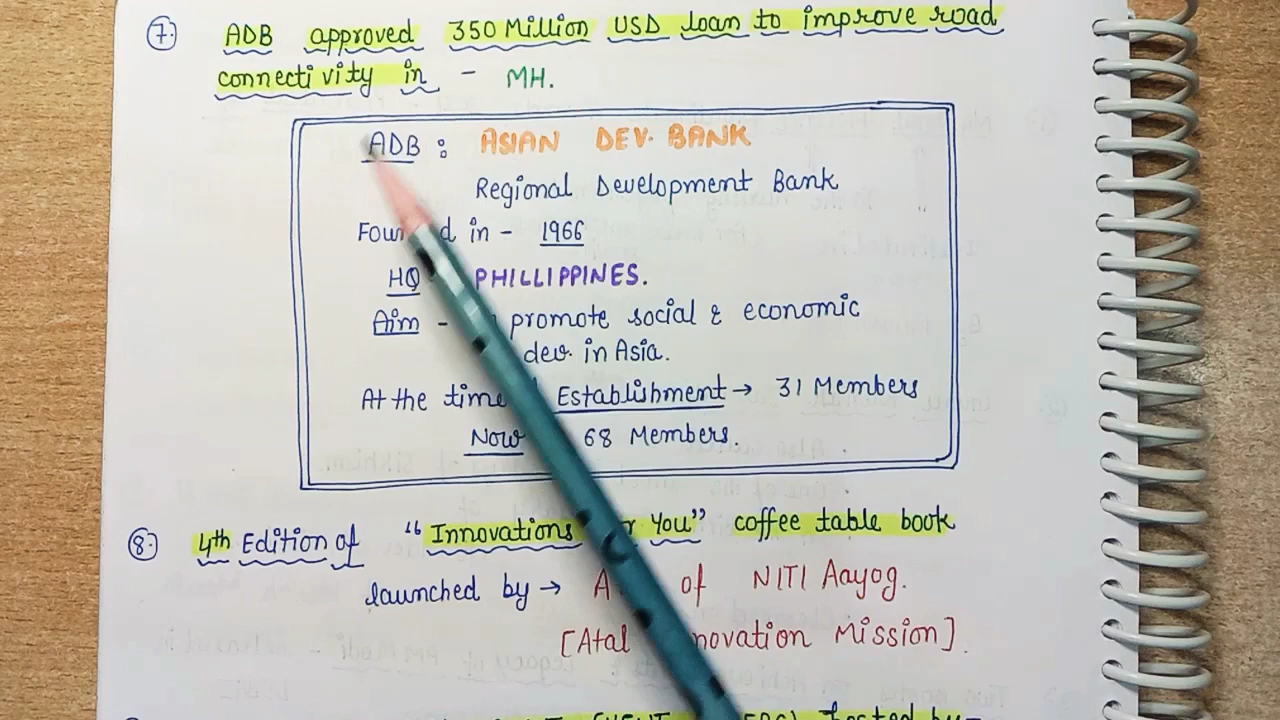 7. ADB approved 350 Million USD loan to improve road
connectivity in - MH.
ADB : ASIAN DEV. BANK
Regional Development Bank
in - 1966
HQ PHILLIPPINES.
Aim - promote social & economic
dev. in Asia.
At the time Establishment → 31 Members
Now 68 Members.
8. 4th Edition of "Innovations You" coffee table book
launched by → of NITI Aayog.
[Atal Mission].